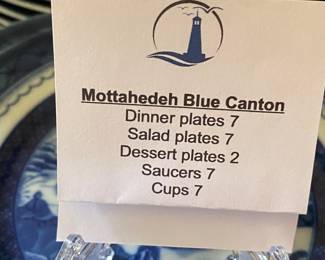 Mottahedeh Blue Canton
Dinner plates 7
Salad plates 7
Dessert plates 2
Saucers 7
Cups 7